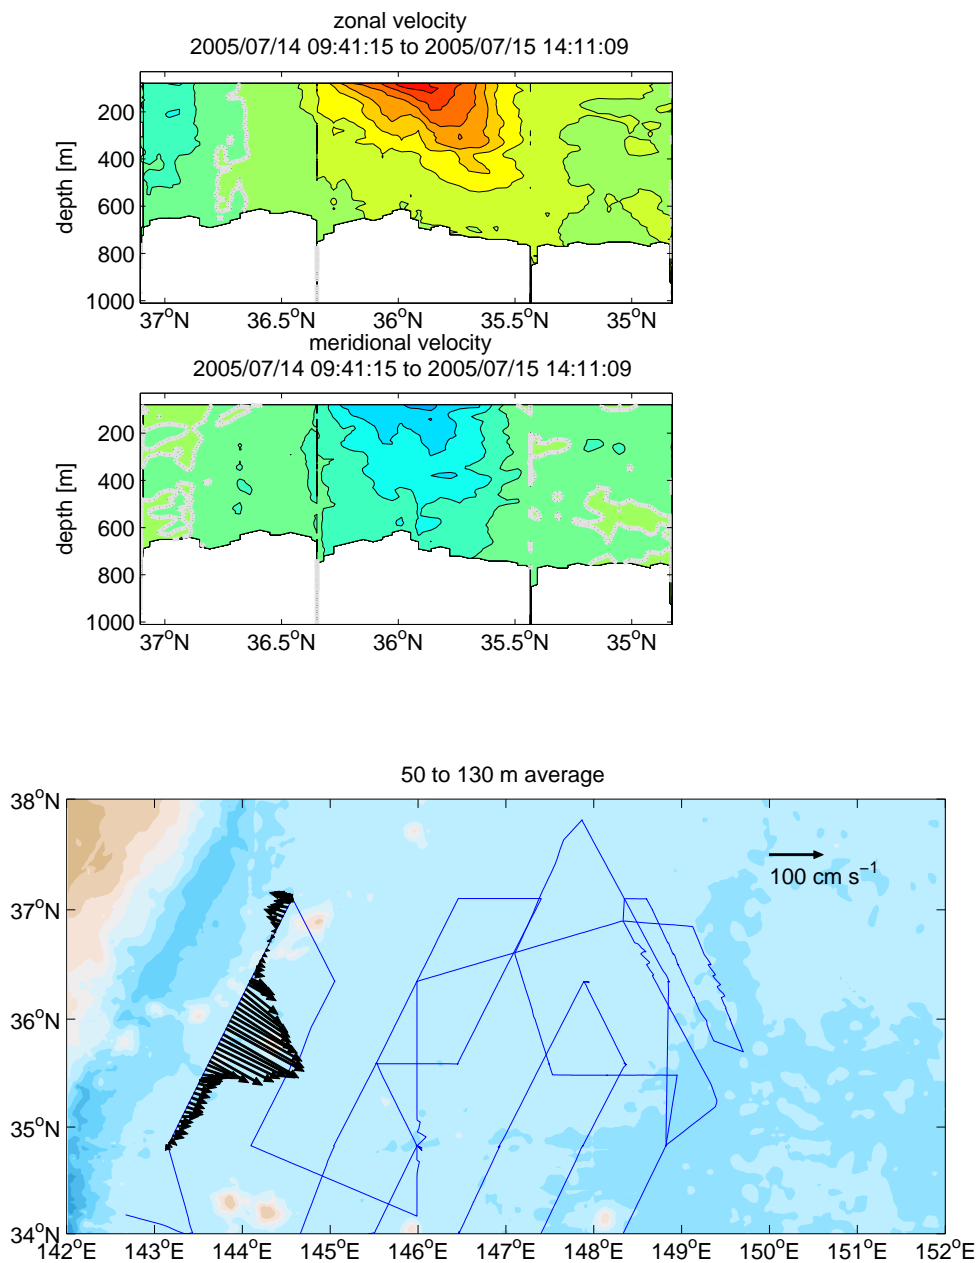 zonal velocity
2005/07/14 09:41:15 to 2005/07/15 14:11:09
depth [m]
200
400
600
800
1000
37°N 36.5°N 36°N 35.5°N 35°N
meridional velocity
2005/07/14 09:41:15 to 2005/07/15 14:11:09
depth [m]
200
400
600
800
1000
37°N 36.5°N 36°N 35.5°N 35°N
50 to 130 m average
38°N
37°N
36°N
35°N
34°N
100 cm s⁻¹
142°E 143°E 144°E 145°E 146°E 147°E 148°E 149°E 150°E 151°E 152°E